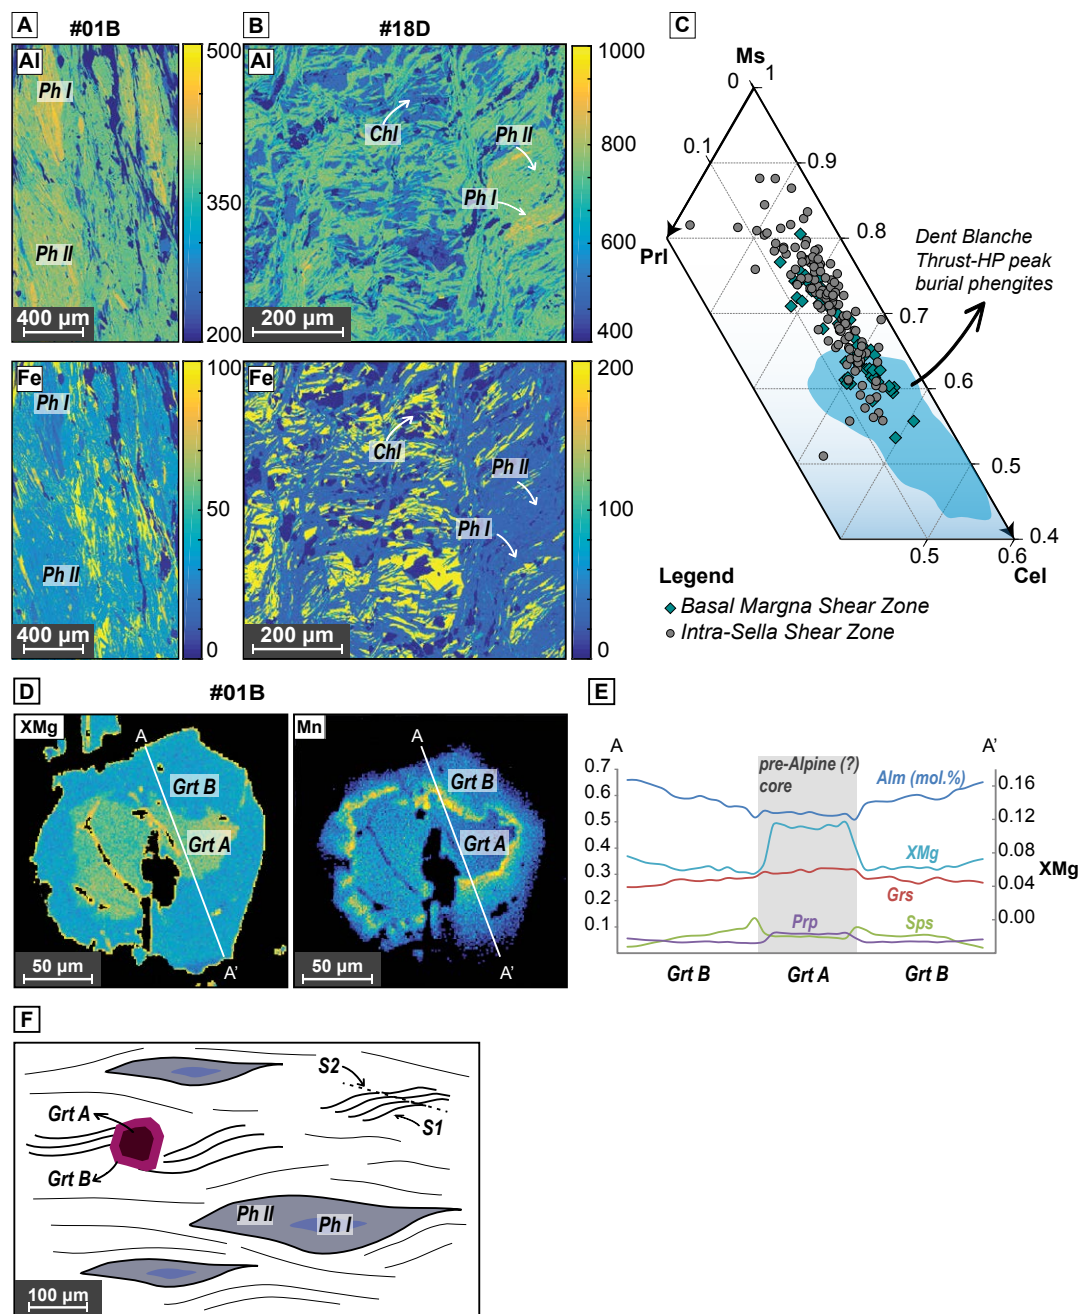 A
#01B
Al
Ph I
Ph II
400 µm
500
350
200
Fe
Ph I
Ph II
400 µm
100
50
0
B
#18D
Al
Chl
Ph II
Ph I
200 µm
1000
800
600
400
Fe
Chl
Ph II
Ph I
200 µm
200
100
0
C
Ms
0
1
0.1
0.9
0.8
Prl
0.7
0.6
0.5
0.4
0.5
0.6
Cel
Dent Blanche
Thrust-HP peak
burial phengites
Legend
Basal Margna Shear Zone
Intra-Sella Shear Zone
D
#01B
XMg
A
Grt B
Grt A
A'
50 µm
Mn
A
Grt B
Grt A
A'
50 µm
E
A
A'
0.7
0.6
0.5
0.4
0.3
0.2
0.1
pre-Alpine (?)
core
Alm (mol.%)
XMg
Grs
Prp
Sps
0.16
0.12
0.08
0.04
0.00
XMg
Grt B
Grt A
Grt B
F
S2
S1
Grt A
Grt B
Ph II
Ph I
100 µm